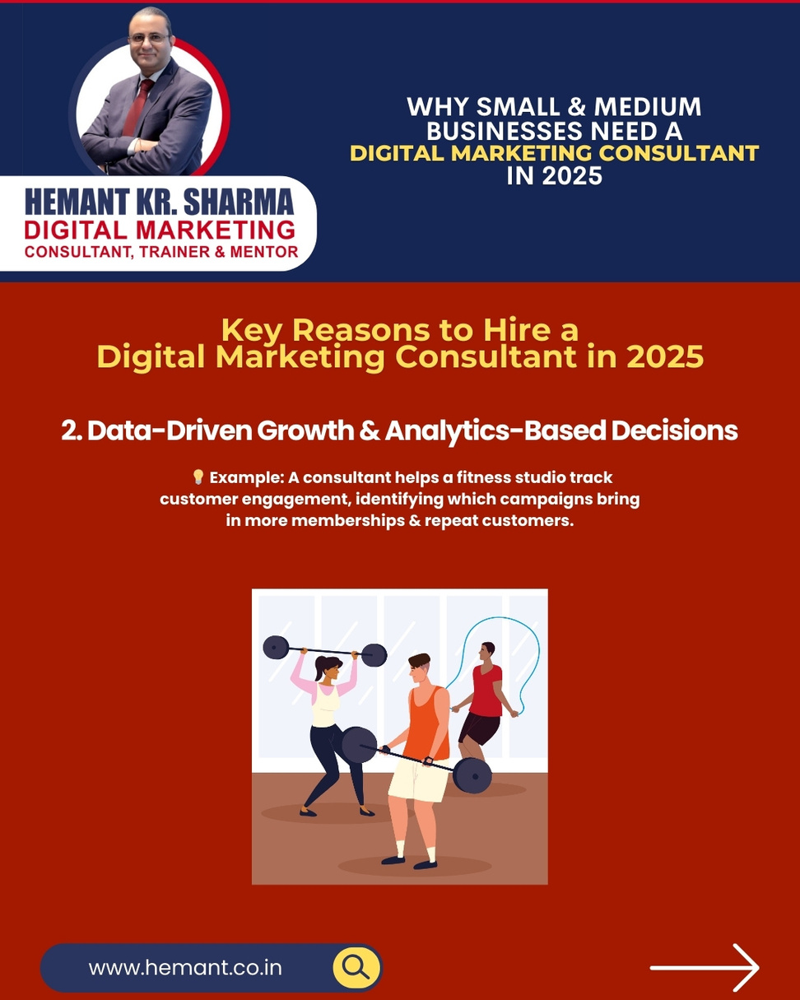 HEMANT KR. SHARMA
DIGITAL MARKETING
CONSULTANT, TRAINER & MENTOR
WHY SMALL & MEDIUM
BUSINESSES NEED A
DIGITAL MARKETING CONSULTANT
IN 2025
Key Reasons to Hire a
Digital Marketing Consultant in 2025
2. Data-Driven Growth & Analytics-Based Decisions
💡 Example: A consultant helps a fitness studio track
customer engagement, identifying which campaigns bring
in more memberships & repeat customers.
www.hemant.co.in